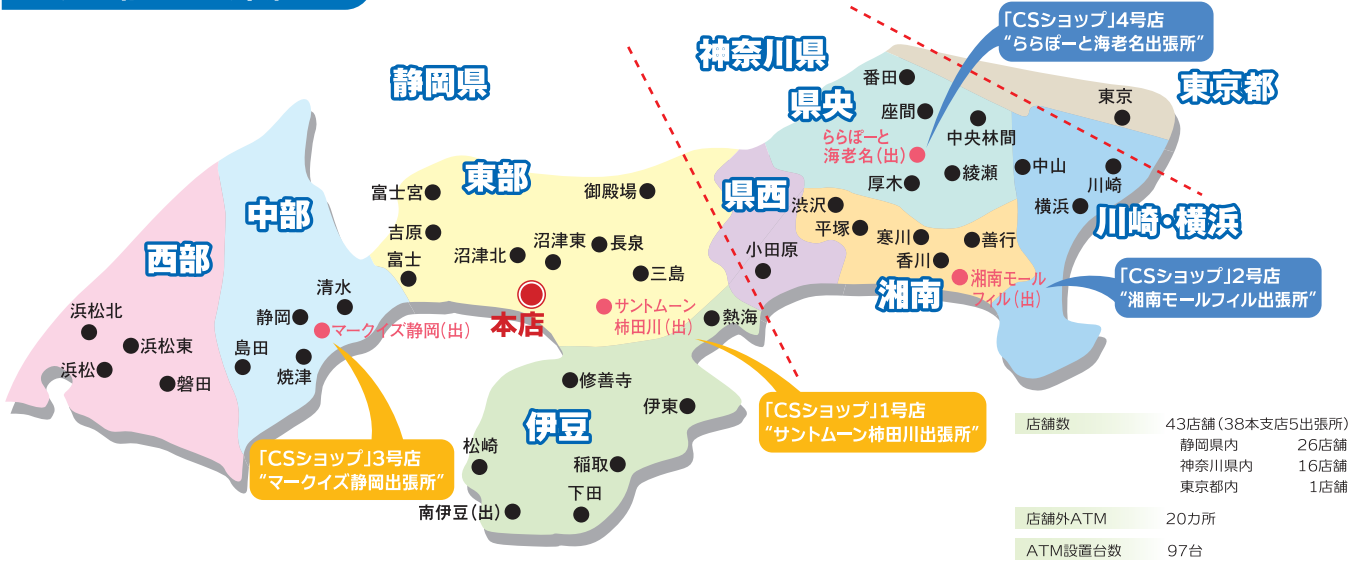 静岡県
神奈川県
東京都
「CSショップ」4号店
“ららぽーと海老名出張所”
西部
浜松北
浜松東
浜松
磐田
中部
清水
静岡
マークイズ静岡(出)
島田
焼津
「CSショップ」3号店
“マークイズ静岡出張所”
東部
富士宮
御殿場
吉原
富士
沼津北
沼津東
長泉
三島
本店
サントムーン
柿田川(出)
熱海
「CSショップ」1号店
“サントムーン柿田川出張所”
伊豆
修善寺
伊東
松崎
稲取
下田
南伊豆(出)
県西
小田原
県央
番田
座間
中央林間
ららぽーと
海老名(出)
綾瀬
厚木
湘南
渋沢
平塚
寒川
善行
香川
湘南モール
フィル(出)
「CSショップ」2号店
“湘南モールフィル出張所”
川崎・横浜
中山
川崎
横浜
東京
店舗数 43店舗(38本支店5出張所)
静岡県内 26店舗
神奈川県内 16店舗
東京都内 1店舗
店舗外ATM 20カ所
ATM設置台数 97台